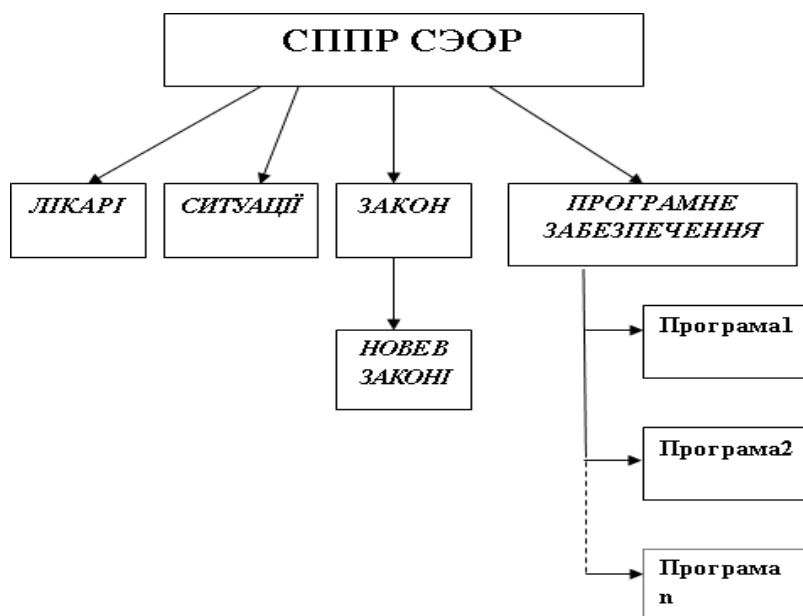 СППР СЭОР
ЛІКАРІ
СИТУАЦІЇ
ЗАКОН
ПРОГРАМНЕ
ЗАБЕЗПЕЧЕННЯ
НОВЕ В
ЗАКОНІ
Програма1
Програма2
Програма
n